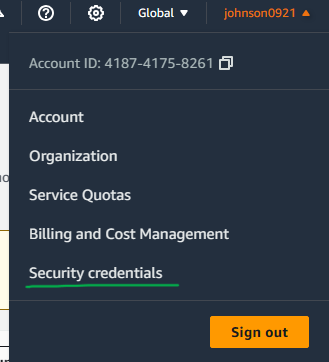 Global johnson0921
Account ID: 4187-4175-8261
Account
Organization
Service Quotas
Billing and Cost Management
Security credentials
Sign out